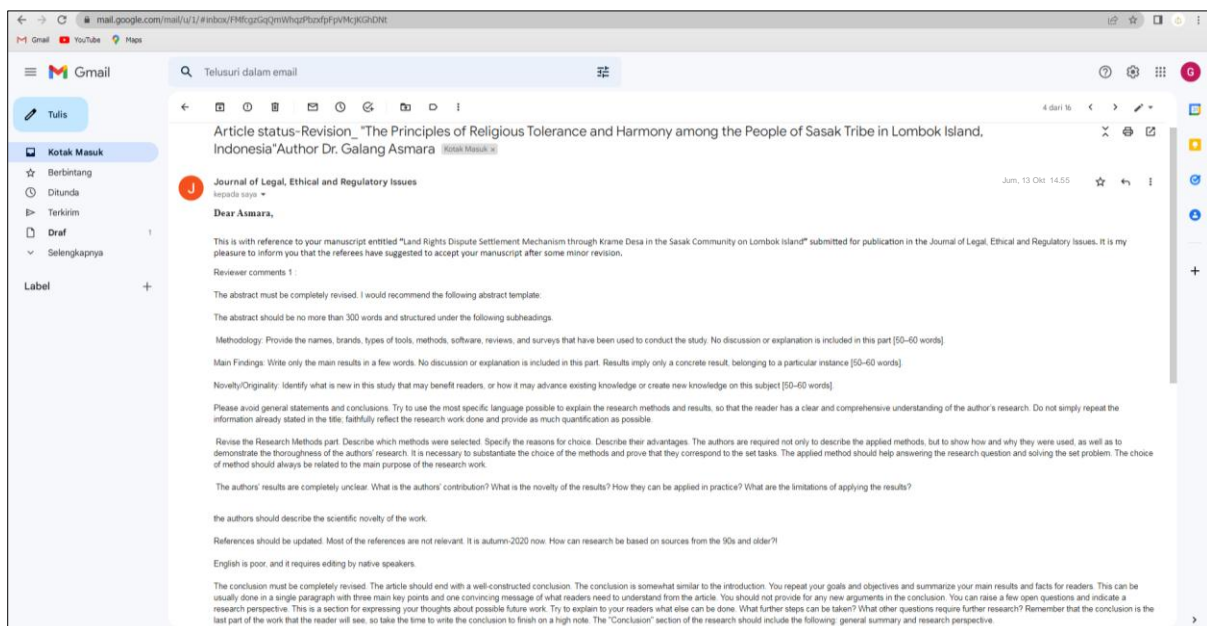 mail.google.com/mail/u/1/#inbox/FMfcgzGqQmWhqzPbzxfpFpVMcjKGhDNt
Gmail YouTube Maps
Gmail
Telusuri dalam email
G
Tulis
4 dari 16
Article status-Revision_ "The Principles of Religious Tolerance and Harmony among the People of Sasak Tribe in Lombok Island,
Indonesia"Author Dr. Galang Asmara Kotak Masuk x
Kotak Masuk
Berbintang
Ditunda
Terkirim
Draf 1
Selengkapnya
Label +
J
Journal of Legal, Ethical and Regulatory Issues
Jum, 13 Okt 14.55
kepada saya
Dear Asmara,
This is with reference to your manuscript entitled "Land Rights Dispute Settlement Mechanism through Krame Desa in the Sasak Community on Lombok Island" submitted for publication in the Journal of Legal, Ethical and Regulatory Issues. It is my
pleasure to inform you that the referees have suggested to accept your manuscript after some minor revision.
Reviewer comments 1 :
The abstract must be completely revised. I would recommend the following abstract template:
The abstract should be no more than 300 words and structured under the following subheadings.
Methodology: Provide the names, brands, types of tools, methods, software, reviews, and surveys that have been used to conduct the study. No discussion or explanation is included in this part [50–60 words].
Main Findings: Write only the main results in a few words. No discussion or explanation is included in this part. Results imply only a concrete result, belonging to a particular instance [50–60 words].
Novelty/Originality: Identify what is new in this study that may benefit readers, or how it may advance existing knowledge or create new knowledge on this subject [50–60 words].
Please avoid general statements and conclusions. Try to use the most specific language possible to explain the research methods and results, so that the reader has a clear and comprehensive understanding of the author's research. Do not simply repeat the
information already stated in the title, faithfully reflect the research work done and provide as much quantification as possible.
Revise the Research Methods part. Describe which methods were selected. Specify the reasons for choice. Describe their advantages. The authors are required not only to describe the applied methods, but to show how and why they were used, as well as to
demonstrate the thoroughness of the authors' research. It is necessary to substantiate the choice of the methods and prove that they correspond to the set tasks. The applied method should help answering the research question and solving the set problem. The choice
of method should always be related to the main purpose of the research work.
The authors' results are completely unclear. What is the authors' contribution? What is the novelty of the results? How they can be applied in practice? What are the limitations of applying the results?
the authors should describe the scientific novelty of the work.
References should be updated. Most of the references are not relevant. It is autumn-2020 now. How can research be based on sources from the 90s and older?!
English is poor, and it requires editing by native speakers.
The conclusion must be completely revised. The article should end with a well-constructed conclusion. The conclusion is somewhat similar to the introduction. You repeat your goals and objectives and summarize your main results and facts for readers. This can be
usually done in a single paragraph with three main key points and one convincing message of what readers need to understand from the article. You should not provide for any new arguments in the conclusion. You can raise a few open questions and indicate a
research perspective. This is a section for expressing your thoughts about possible future work. Try to explain to your readers what else can be done. What further steps can be taken? What other questions require further research? Remember that the conclusion is the
last part of the work that the reader will see, so take the time to write the conclusion to finish on a high note. The "Conclusion" section of the research should include the following: general summary and research perspective.